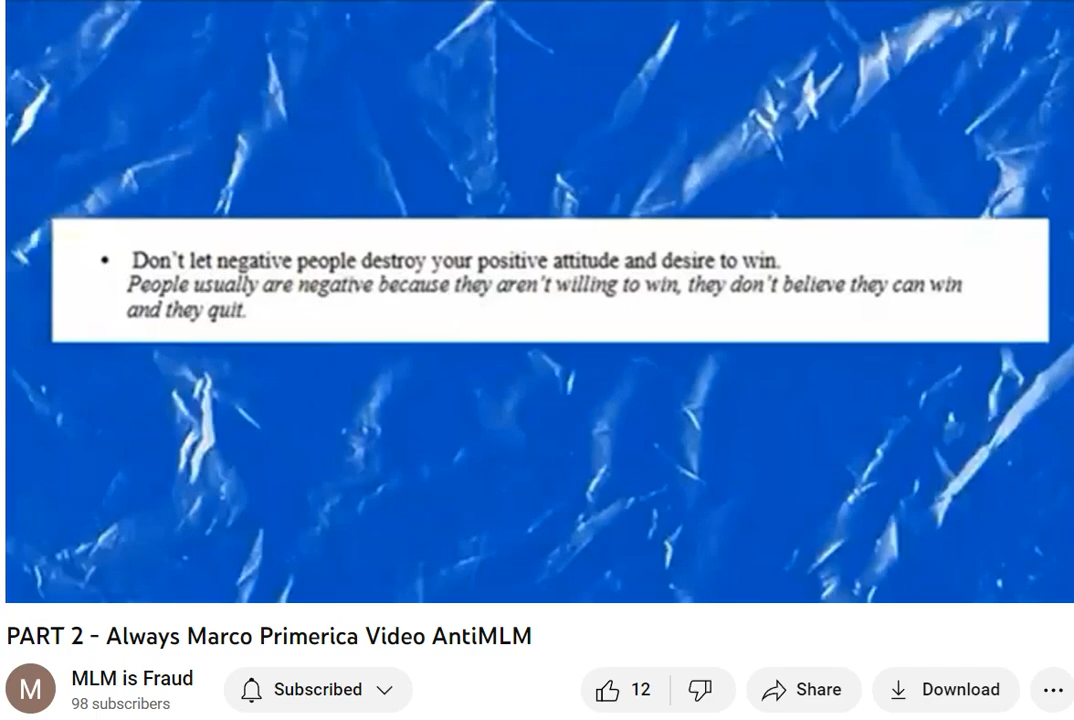 • Don't let negative people destroy your positive attitude and desire to win.
People usually are negative because they aren't willing to win, they don't believe they can win
and they quit.
PART 2 - Always Marco Primerica Video AntiMLM
M
MLM is Fraud
98 subscribers
Subscribed
12
Share
Download